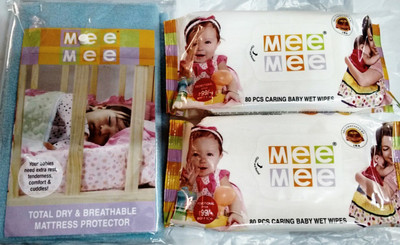 Mee
Mee
Your babies
need extra rest,
tenderness,
comfort &
cuddles!
TOTAL DRY & BREATHABLE
MATTRESS PROTECTOR
Mee
Mee
80 PCS CARING BABY WET WIPES
Mee
Mee
80 PCS CARING BABY WET WIPES